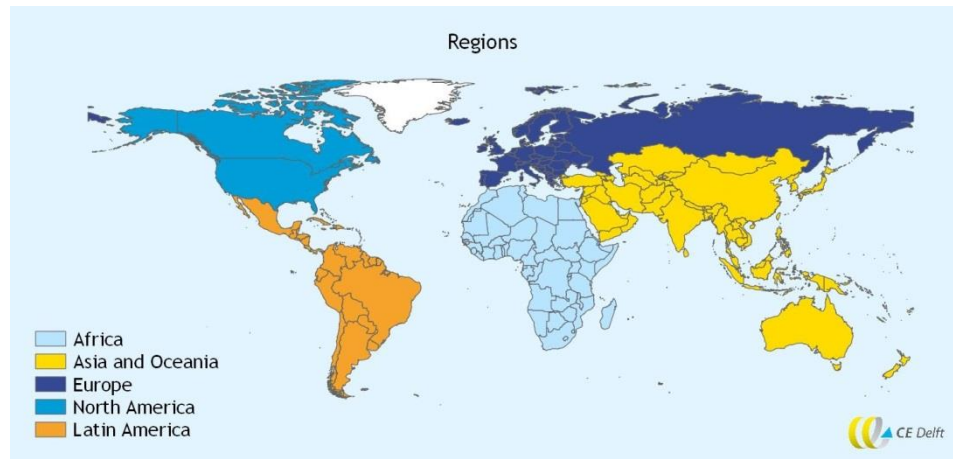 Regions
Africa
Asia and Oceania
Europe
North America
Latin America
CE Delft